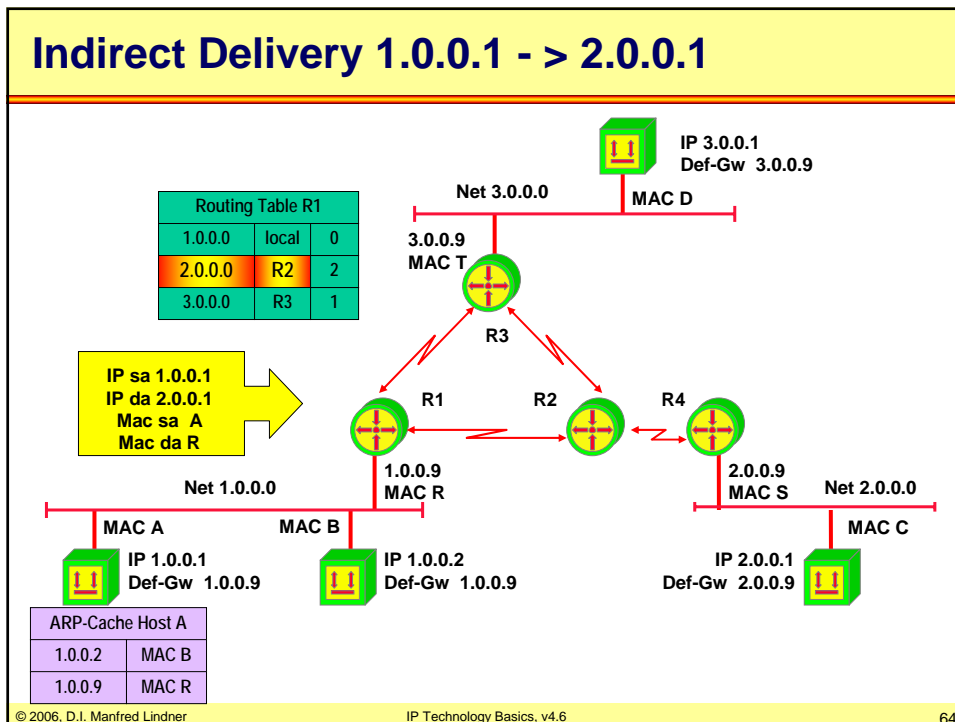 Indirect Delivery 1.0.0.1 - > 2.0.0.1
IP 3.0.0.1
Def-Gw 3.0.0.9
Net 3.0.0.0
MAC D
Routing Table R1
1.0.0.0 local 0
2.0.0.0 R2 2
3.0.0.0 R3 1
3.0.0.9
MAC T
R3
IP sa 1.0.0.1
IP da 2.0.0.1
Mac sa A
Mac da R
R1
R2
R4
1.0.0.9
MAC R
2.0.0.9
MAC S
Net 1.0.0.0
Net 2.0.0.0
MAC A
MAC B
MAC C
IP 1.0.0.1
Def-Gw 1.0.0.9
IP 1.0.0.2
Def-Gw 1.0.0.9
IP 2.0.0.1
Def-Gw 2.0.0.9
ARP-Cache Host A
1.0.0.2 MAC B
1.0.0.9 MAC R
© 2006, D.I. Manfred Lindner
IP Technology Basics, v4.6
64